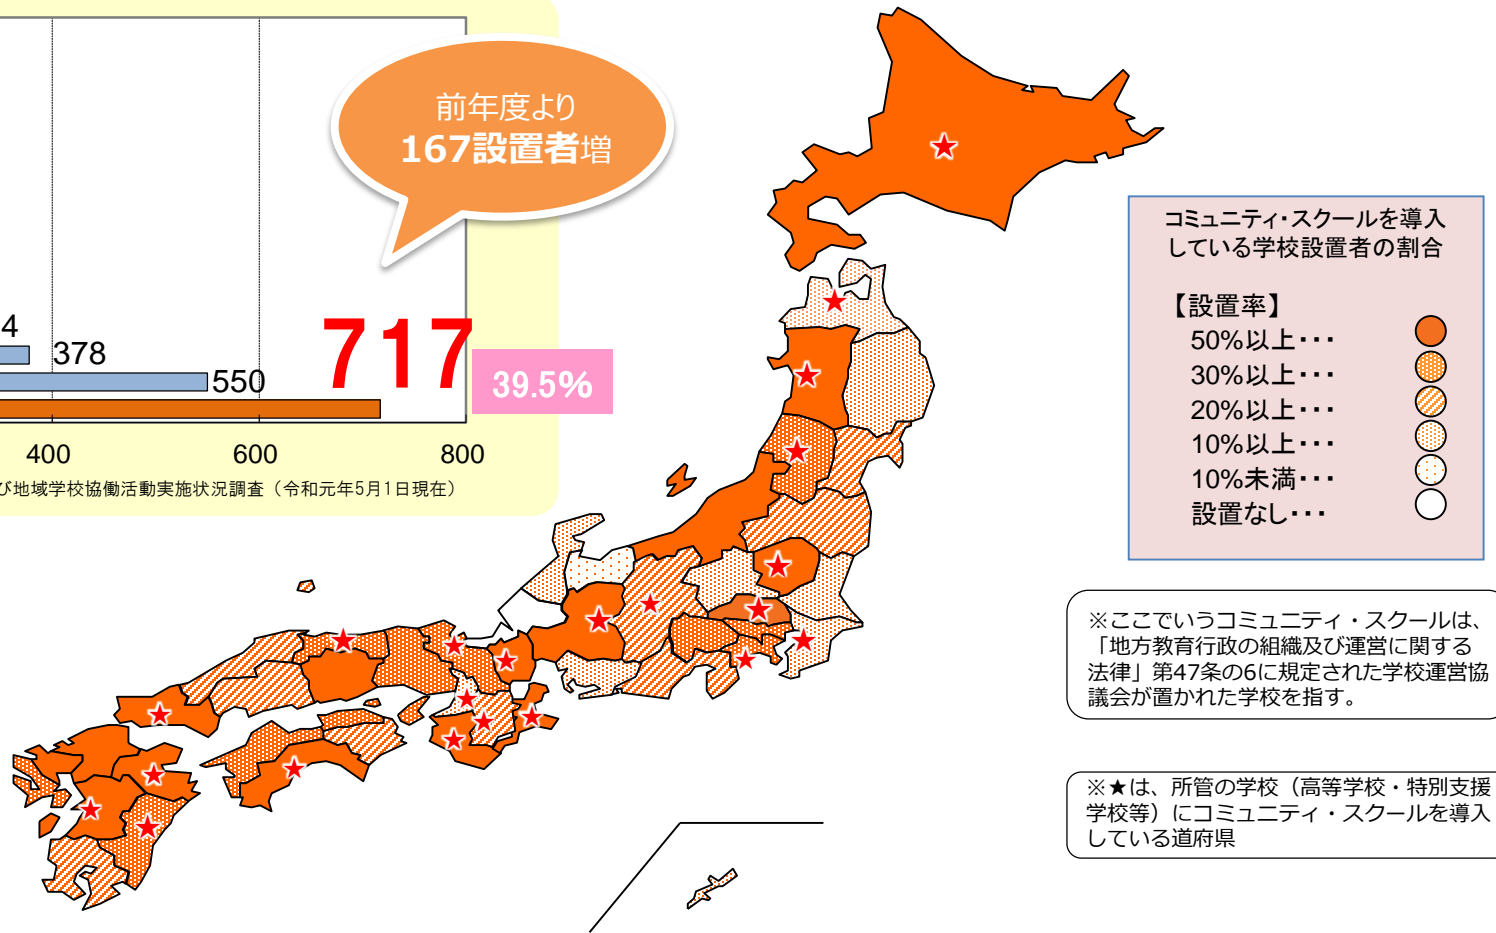 前年度より
167設置者増
4
378
550
717
39.5%
400
600
800
び地域学校協働活動実施状況調査（令和元年5月1日現在）
コミュニティ・スクールを導入
している学校設置者の割合
【設置率】
50%以上・・・
30%以上・・・
20%以上・・・
10%以上・・・
10%未満・・・
設置なし・・・
※ここでいうコミュニティ・スクールは、
「地方教育行政の組織及び運営に関する
法律」第47条の6に規定された学校運営協
議会が置かれた学校を指す。
※★は、所管の学校（高等学校・特別支援
学校等）にコミュニティ・スクールを導入
している道府県